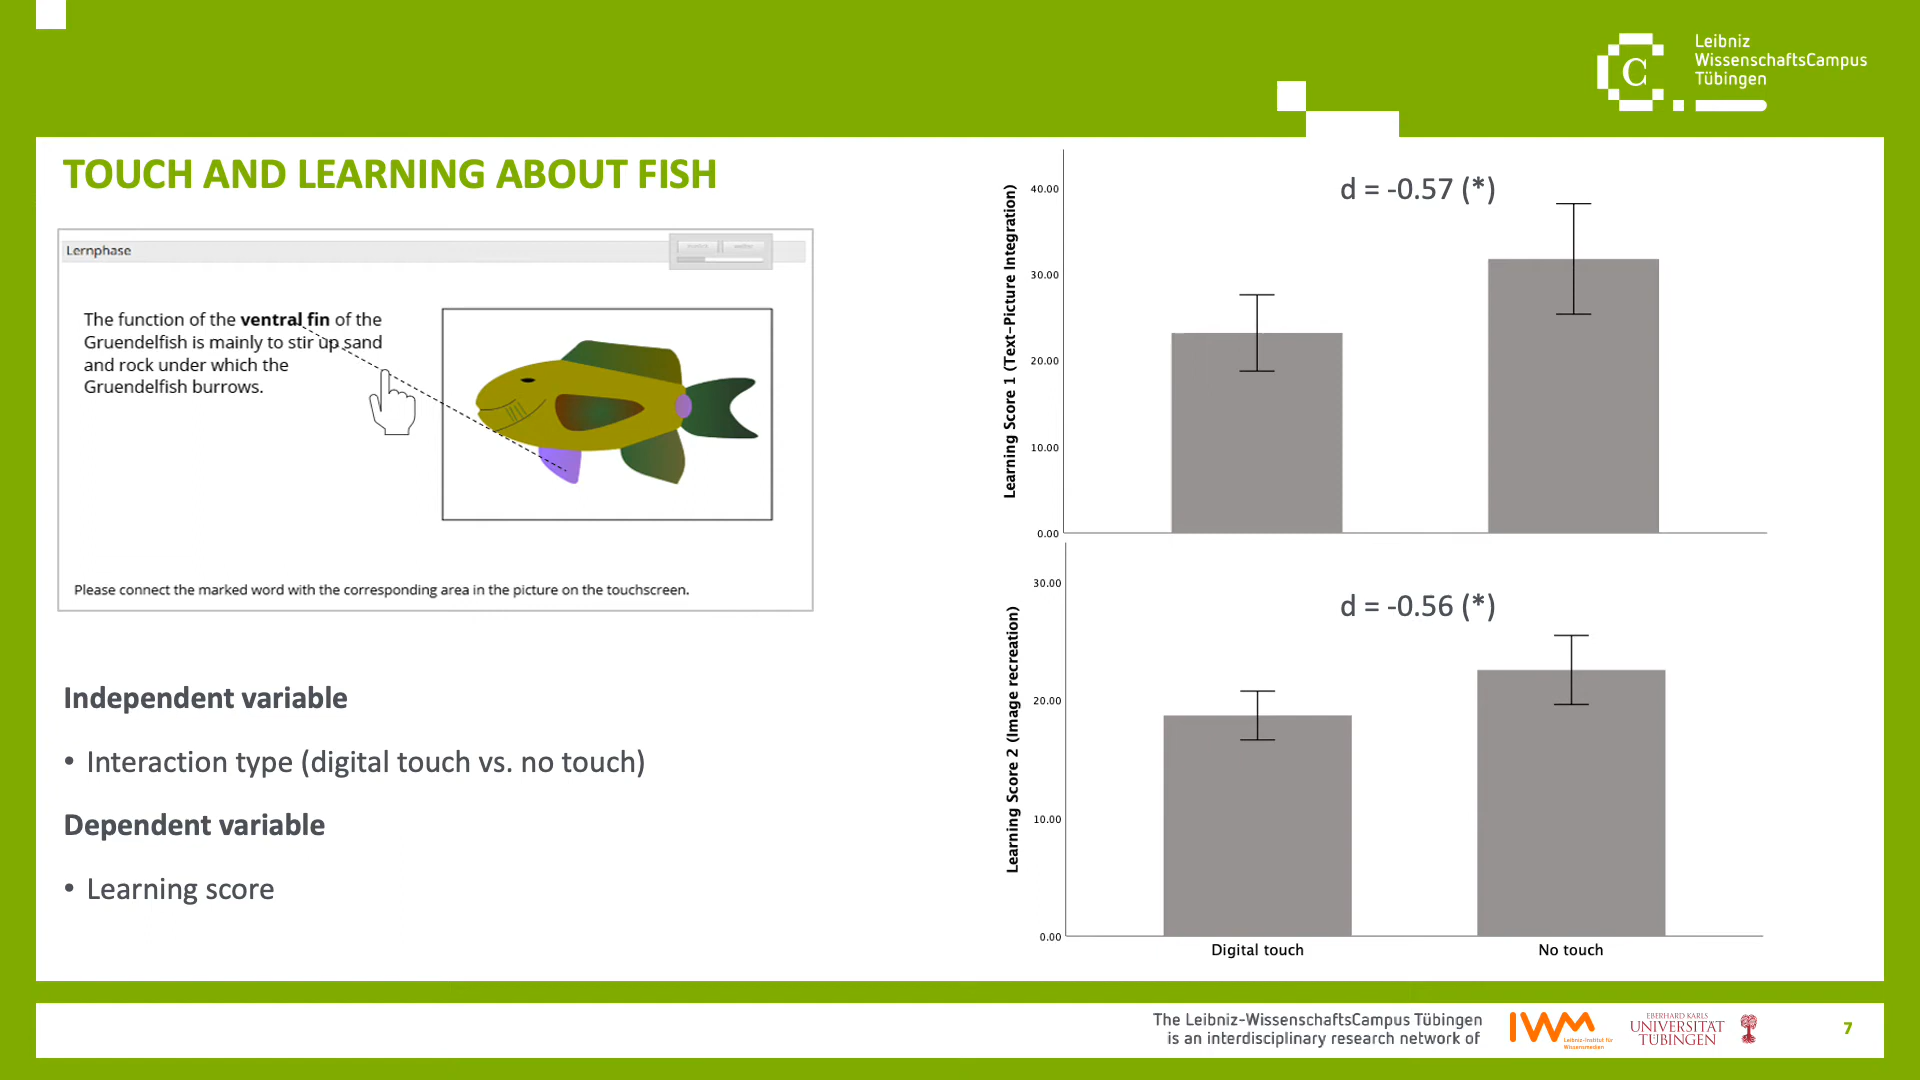 Leibniz
WissenschaftsCampus
Tübingen
C
TOUCH AND LEARNING ABOUT FISH
Lernphase
The function of the ventral fin of the
Gruendelfish is mainly to stir up sand
and rock under which the
Gruendelfish burrows.
Please connect the marked word with the corresponding area in the picture on the touchscreen.
Independent variable
• Interaction type (digital touch vs. no touch)
Dependent variable
• Learning score
Learning Score 1 (Text-Picture Integration)
40.00
30.00
20.00
10.00
0.00
d = -0.57 (*)
Learning Score 2 (Image recreation)
30.00
20.00
10.00
0.00
d = -0.56 (*)
Digital touch
No touch
The Leibniz-WissenschaftsCampus Tübingen
is an interdisciplinary research network of
IWM
Leibniz-Institut für
Wissensmedien
EBERHARD KARLS
UNIVERSITÄT
TÜBINGEN
7